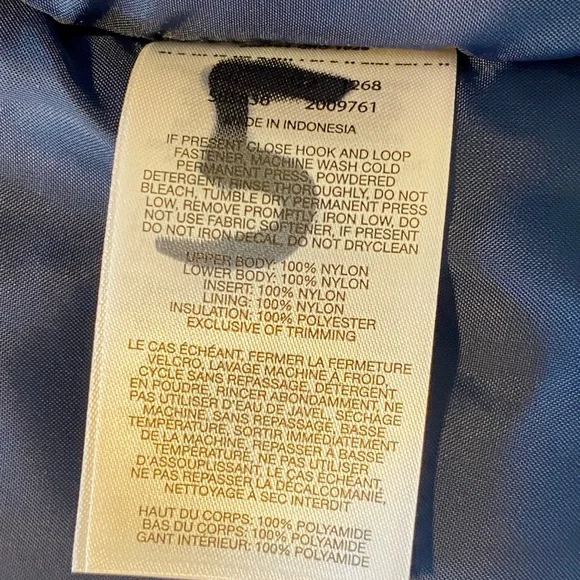 268
38 2009761
DE IN INDONESIA
IF PRESENT CLOSE HOOK AND LOOP
FASTENER, MACHINE WASH COLD
PERMANENT PRESS, POWDERED
DETERGENT, RINSE THOROUGHLY, DO NOT
BLEACH, TUMBLE DRY PERMANENT PRESS
LOW, REMOVE PROMPTLY, IRON LOW, DO
NOT USE FABRIC SOFTENER, IF PRESENT
DO NOT IRON DECAL, DO NOT DRYCLEAN
UPPER BODY: 100% NYLON
LOWER BODY: 100% NYLON
INSERT: 100% NYLON
LINING: 100% NYLON
INSULATION: 100% POLYESTER
EXCLUSIVE OF TRIMMING
LE CAS ÉCHÉANT, FERMER LA FERMETURE
VELCRO, LAVAGE MACHINE À FROID,
CYCLE SANS REPASSAGE, DÉTERGENT
EN POUDRE, RINCER ABONDAMMENT, NE
PAS UTILISER D'EAU DE JAVEL, SÉCHAGE
MACHINE, SANS REPASSAGE, BASSE
TEMPÉRATURE, SORTIR IMMÉDIATEMENT
DE LA MACHINE, REPASSER À BASSE
TEMPÉRATURE, NE PAS UTILISER
D'ASSOUPLISSANT, LE CAS ÉCHÉANT,
NE PAS REPASSER LA DÉCALCOMANIE,
NETTOYAGE À SEC INTERDIT
HAUT DU CORPS: 100% POLYAMIDE
BAS DU CORPS: 100% POLYAMIDE
GANT INTÉRIEUR: 100% POLYAMIDE